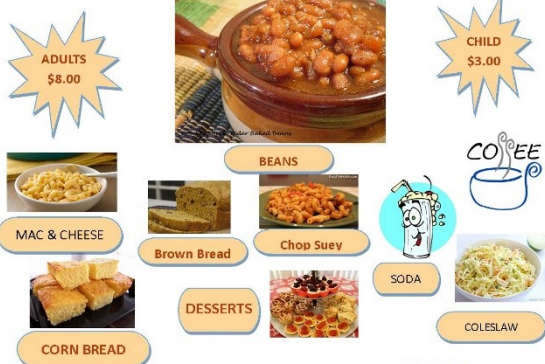 ADULTS
$8.00
CHILD
$3.00
BEANS
COFFEE
MAC & CHEESE
Brown Bread
Chop Suey
SODA
DESSERTS
COLESLAW
CORN BREAD